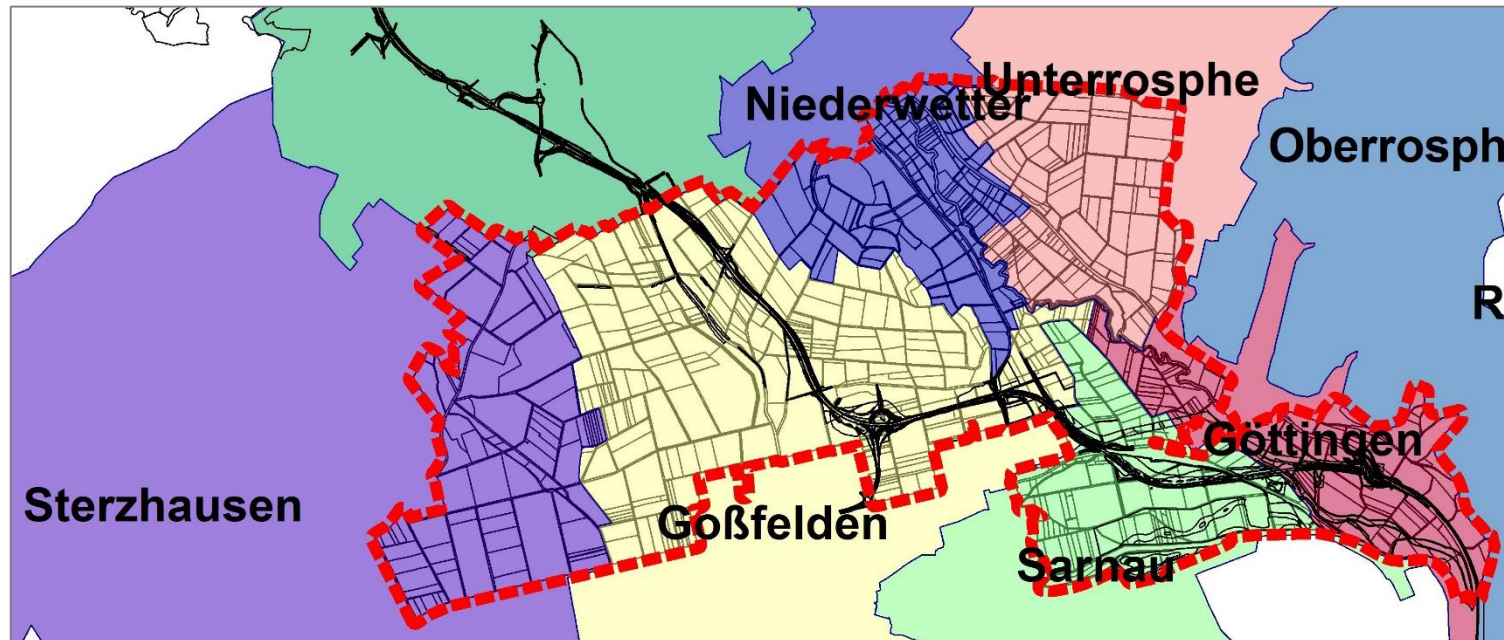 Unterrosphe
Niederwetter
Oberrosph
R
Göttingen
Sterzhausen
Goßfelden
Sarnau